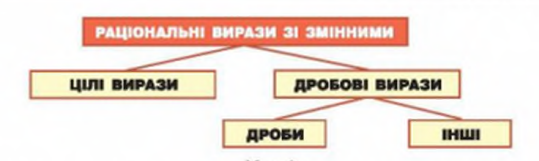 РАЦІОНАЛЬНІ ВИРАЗИ ЗІ ЗМІННИМИ
ЦІЛІ ВИРАЗИ
ДРОБОВІ ВИРАЗИ
ДРОБИ
ІНШІ